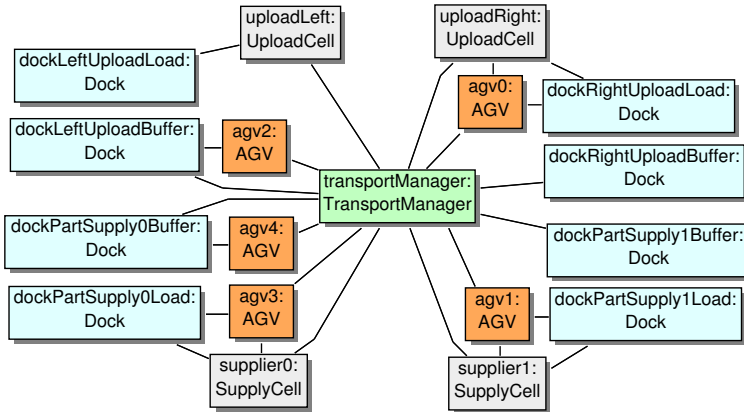 uploadLeft:
UploadCell
uploadRight:
UploadCell
dockLeftUploadLoad:
Dock
agv0:
AGV
dockRightUploadLoad:
Dock
dockLeftUploadBuffer:
Dock
agv2:
AGV
dockRightUploadBuffer:
Dock
transportManager:
TransportManager
dockPartSupply0Buffer:
Dock
agv4:
AGV
dockPartSupply1Buffer:
Dock
dockPartSupply0Load:
Dock
agv3:
AGV
agv1:
AGV
dockPartSupply1Load:
Dock
supplier0:
SupplyCell
supplier1:
SupplyCell